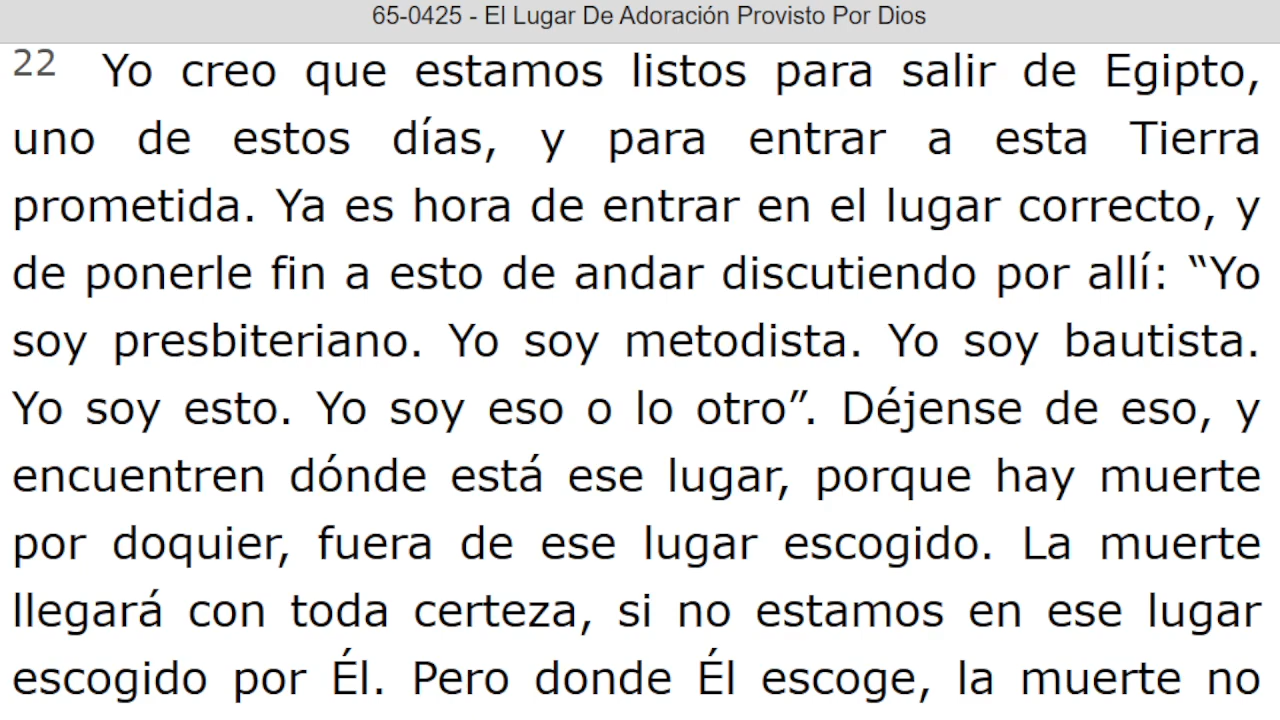 65-0425 - El Lugar De Adoración Provisto Por Dios
22 Yo creo que estamos listos para salir de Egipto,
uno de estos días, y para entrar a esta Tierra
prometida. Ya es hora de entrar en el lugar correcto, y
de ponerle fin a esto de andar discutiendo por allí: “Yo
soy presbiteriano. Yo soy metodista. Yo soy bautista.
Yo soy esto. Yo soy eso o lo otro”. Déjense de eso, y
encuentren dónde está ese lugar, porque hay muerte
por doquier, fuera de ese lugar escogido. La muerte
llegará con toda certeza, si no estamos en ese lugar
escogido por Él. Pero donde Él escoge, la muerte no